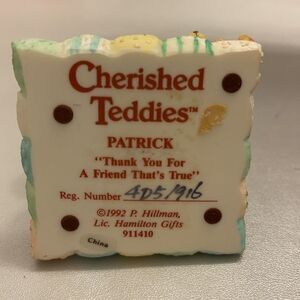 Cherished
Teddies™
PATRICK
"Thank You For
A Friend That's True"
Reg. Number 4D5/916
©1992 P. Hillman,
Lic. Hamilton Gifts
911410
China